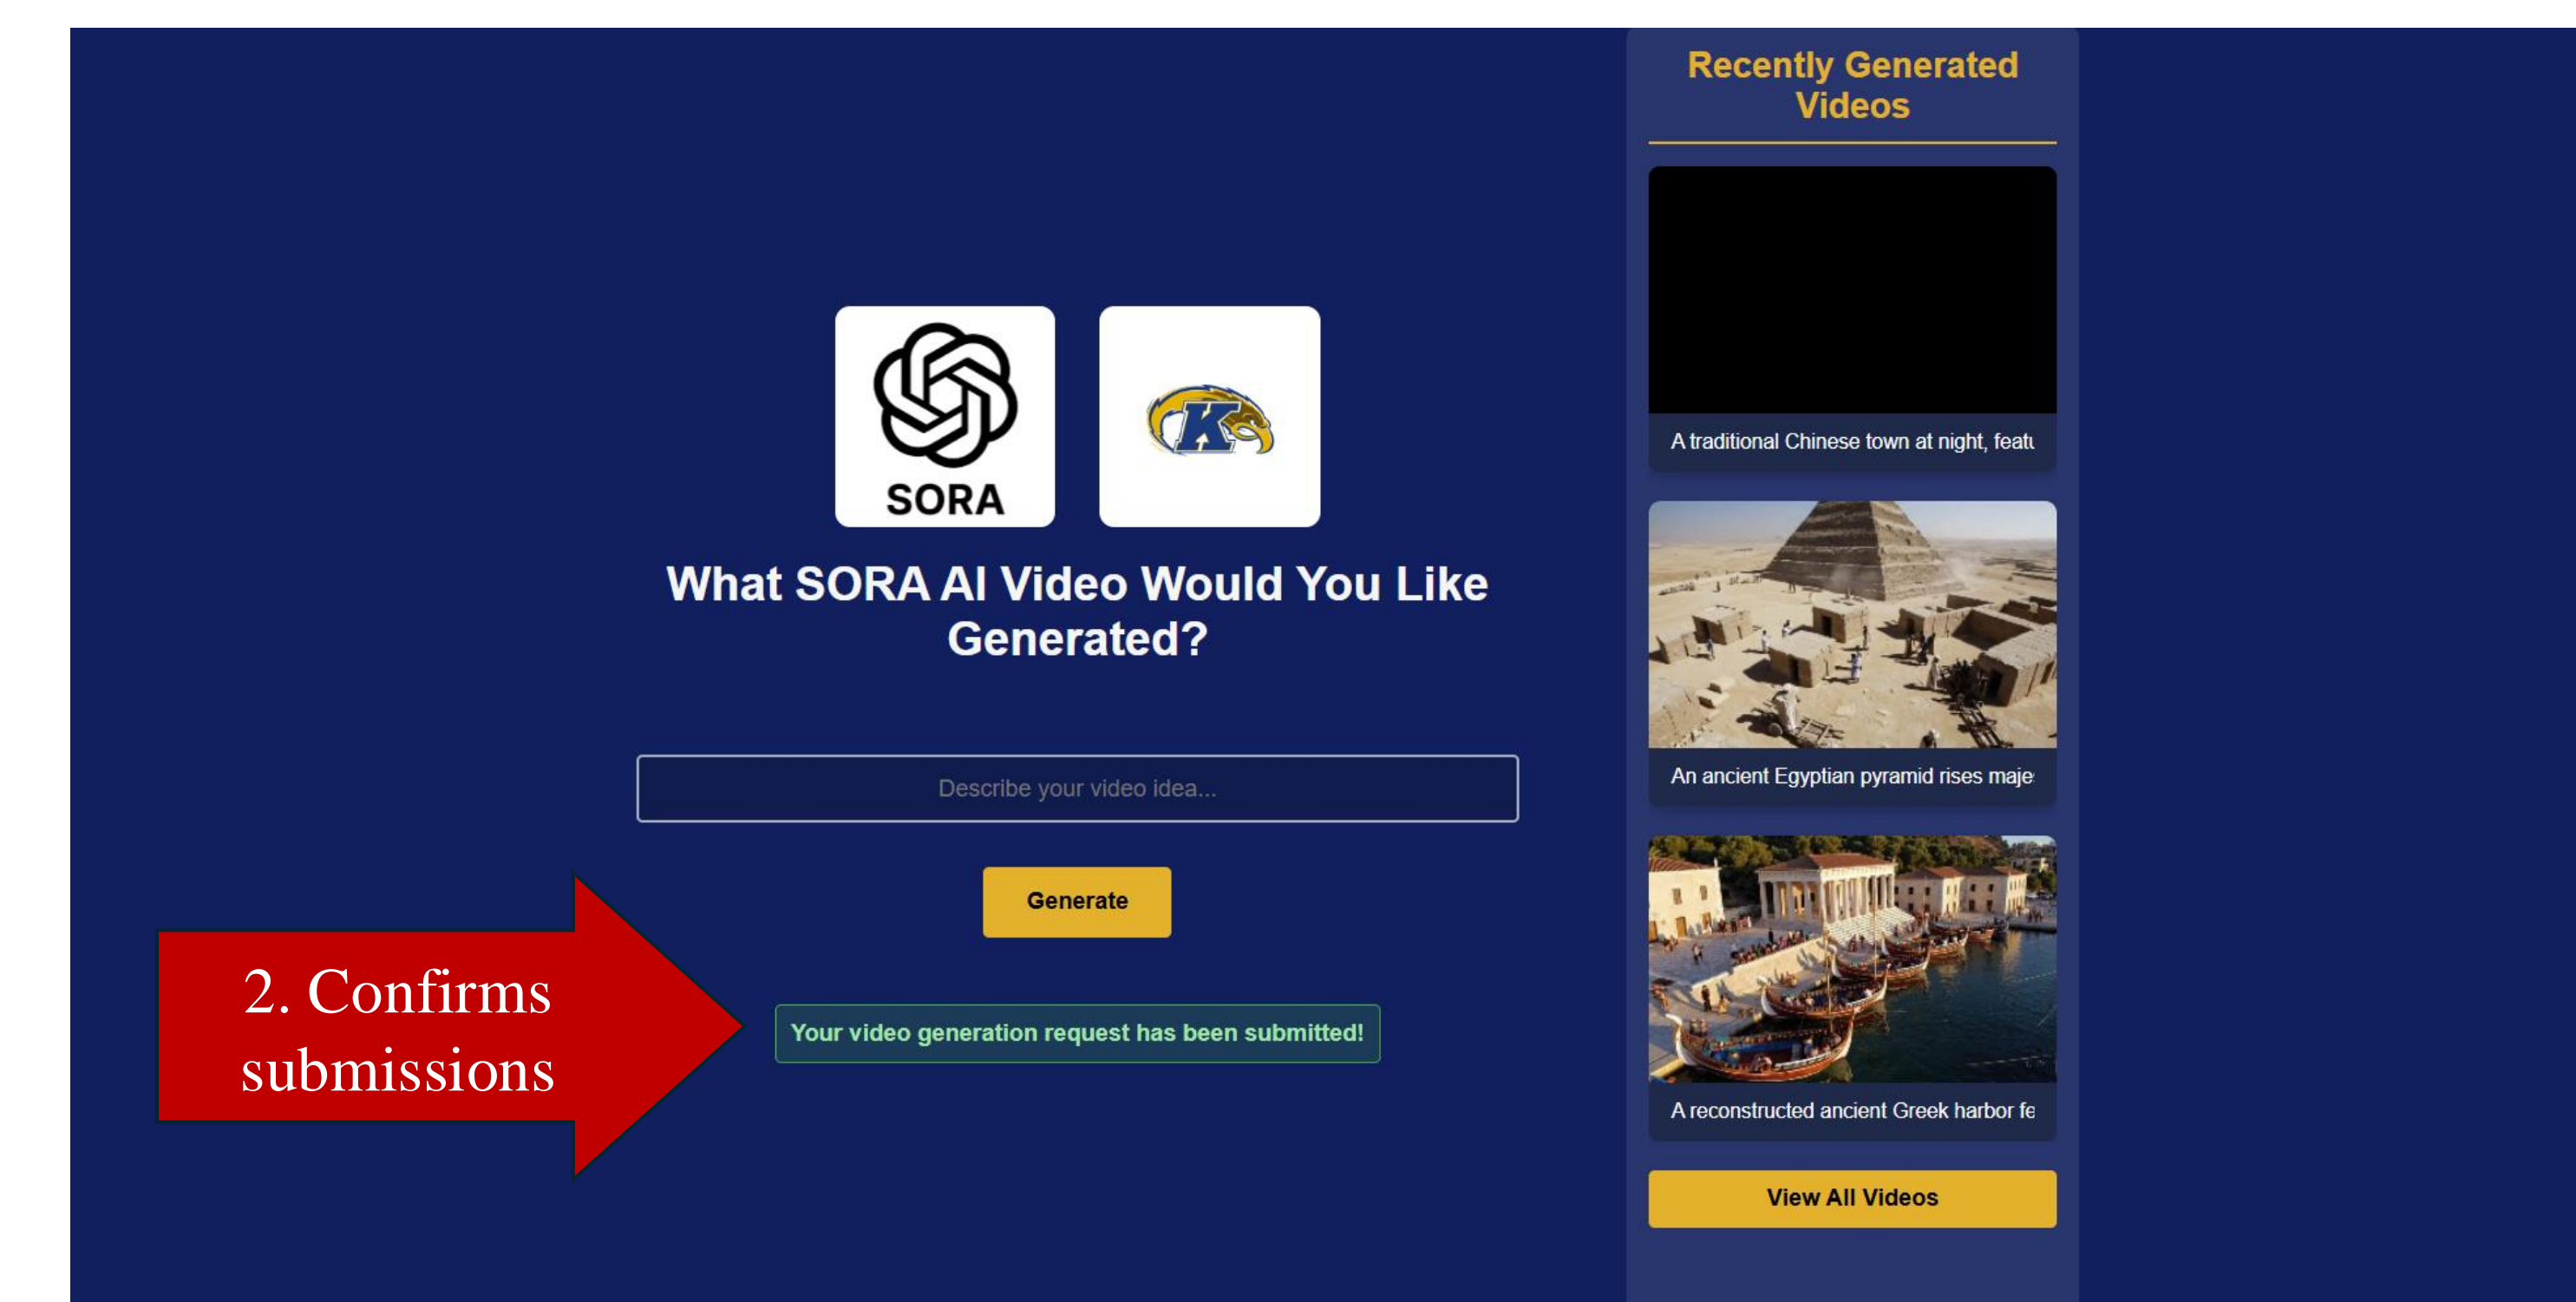 SORA
K
What SORA AI Video Would You Like
Generated?
Describe your video idea...
Generate
2. Confirms
submissions
Your video generation request has been submitted!
Recently Generated
Videos
A traditional Chinese town at night, featu
An ancient Egyptian pyramid rises maje
A reconstructed ancient Greek harbor fe
View All Videos